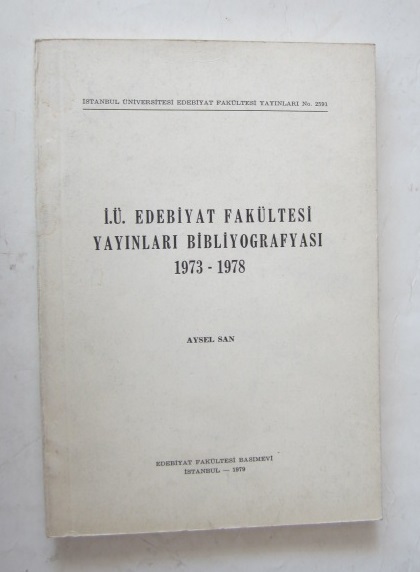 İSTANBUL ÜNİVERSİTESİ EDEBİYAT FAKÜLTESİ YAYINLARI No. 2593
İ.Ü. EDEBİYAT FAKÜLTESİ
YAYINLARI BİBLİYOGRAFYASI
1973 - 1978
AYSEL SAN
EDEBİYAT FAKÜLTESİ BASIMEVİ
İSTANBUL — 1979